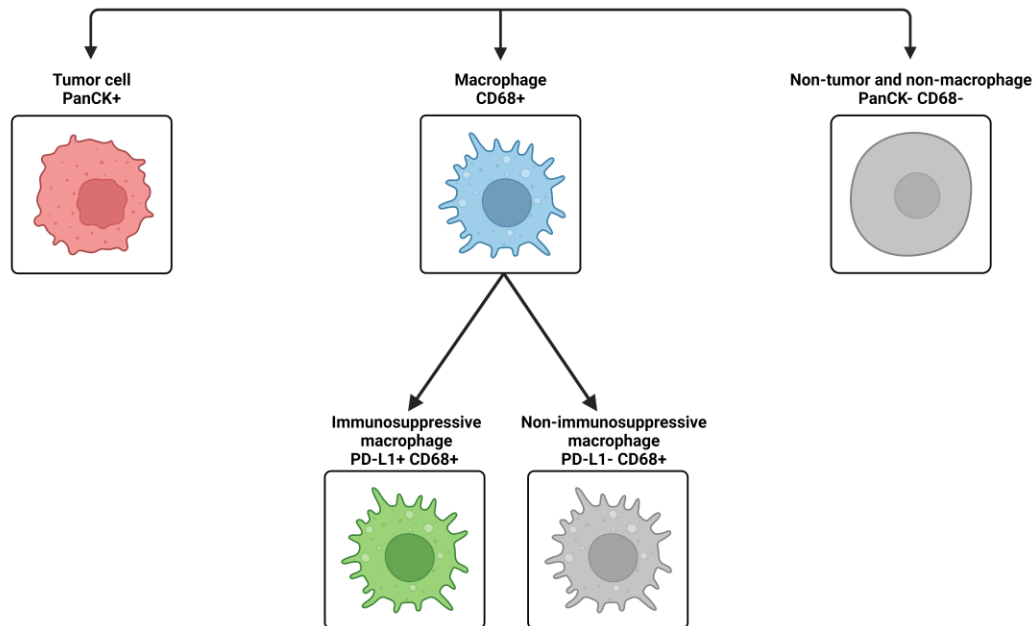 Tumor cell
PanCK+
Macrophage
CD68+
Non-tumor and non-macrophage
PanCK- CD68-
Immunosuppressive
macrophage
PD-L1+ CD68+
Non-immunosuppressive
macrophage
PD-L1- CD68+